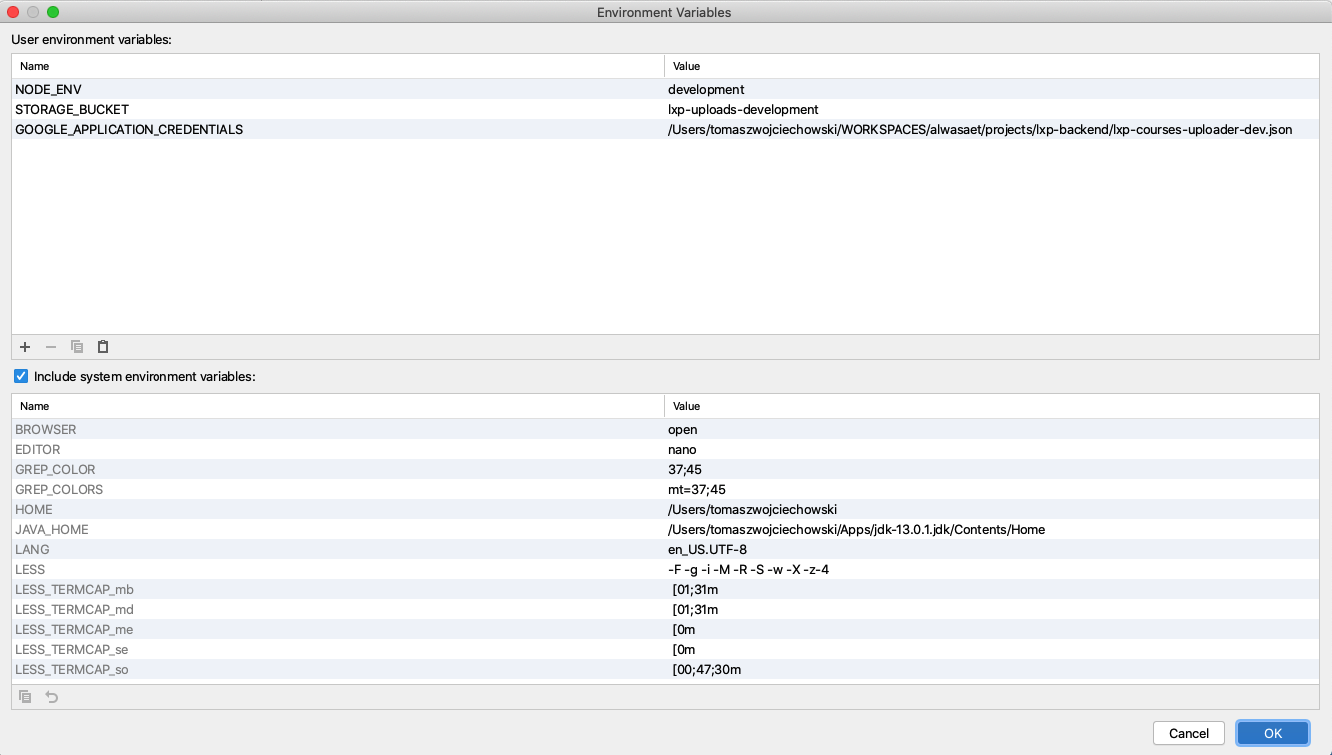 Environment Variables
User environment variables:
Name Value
NODE_ENV development
STORAGE_BUCKET lxp-uploads-development
GOOGLE_APPLICATION_CREDENTIALS /Users/tomaszwojciechowski/WORKSPACES/alwasaet/projects/lxp-backend/lxp-courses-uploader-dev.json
Include system environment variables:
Name Value
BROWSER open
EDITOR nano
GREP_COLOR 37;45
GREP_COLORS mt=37;45
HOME /Users/tomaszwojciechowski
JAVA_HOME /Users/tomaszwojciechowski/Apps/jdk-13.0.1.jdk/Contents/Home
LANG en_US.UTF-8
LESS -F -g -i -M -R -S -w -X -z-4
LESS_TERMCAP_mb [01;31m
LESS_TERMCAP_md [01;31m
LESS_TERMCAP_me [0m
LESS_TERMCAP_se [0m
LESS_TERMCAP_so [00;47;30m
Cancel OK